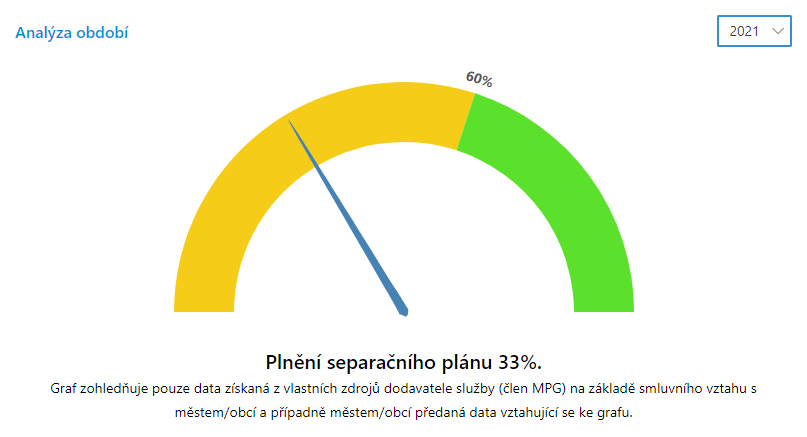 Analýza období
2021
60%
Plnění separačního plánu 33%.
Graf zohledňuje pouze data získaná z vlastních zdrojů dodavatele služby (člen MPG) na základě smluvního vztahu s
městem/obcí a případně městem/obcí předaná data vztahující se ke grafu.